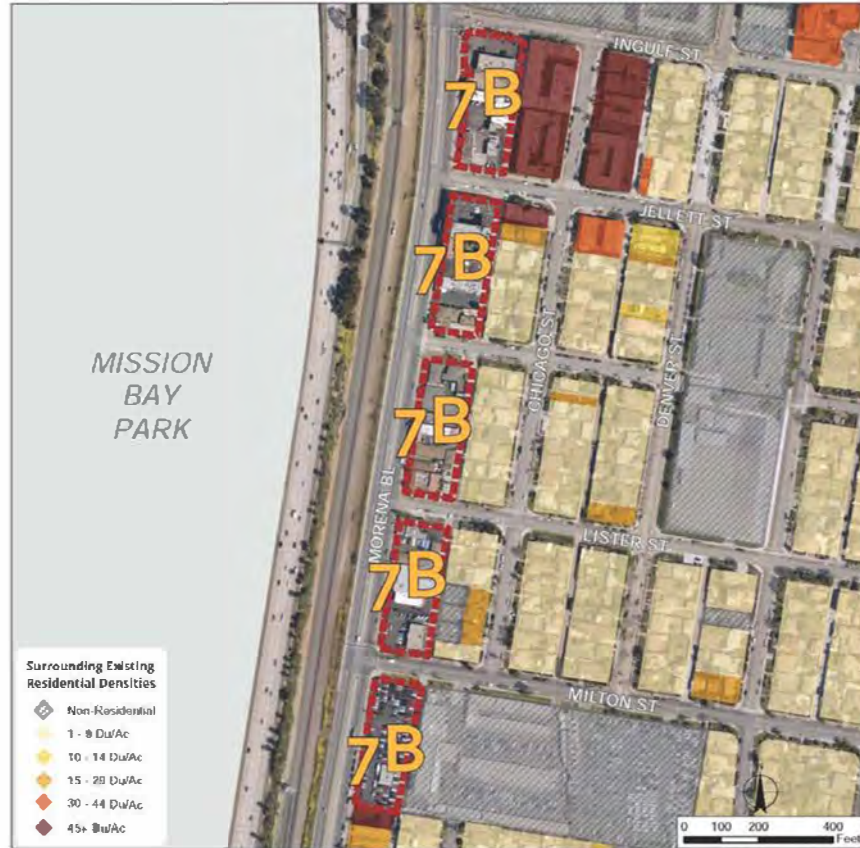 INGULF ST
7B
JELLETT ST
7B
MISSION
BAY
PARK
CHICAGO ST
DENVER ST
7B
MORENA BL
LISTER ST
7B
MILTON ST
7B
Surrounding Existing
Residential Densities
Non-Residential
1 - 9 Du/Ac
10 - 14 Du/Ac
15 - 29 Du/Ac
30 - 44 Du/Ac
45+ Du/Ac
0 100 200 400
Feet